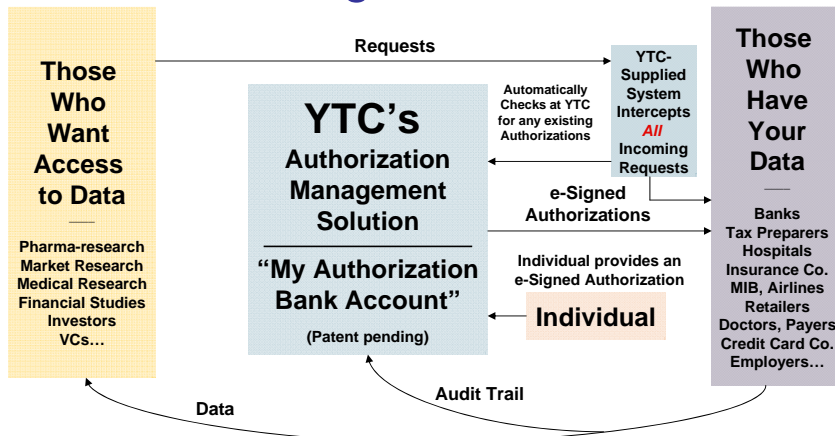 Those
Who
Want
Access
to Data
Pharma-research
Market Research
Medical Research
Financial Studies
Investors
VCs…
Requests
YTC-
Supplied
System
Intercepts
All
Incoming
Requests
Automatically
Checks at YTC
for any existing
Authorizations
YTC’s
Authorization
Management
Solution
“My Authorization
Bank Account”
(Patent pending)
e-Signed
Authorizations
Individual provides an
e-Signed Authorization
Individual
Those
Who
Have
Your
Data
Banks
Tax Preparers
Hospitals
Insurance Co.
MIB, Airlines
Retailers
Doctors, Payers
Credit Card Co.
Employers…
Audit Trail
Data